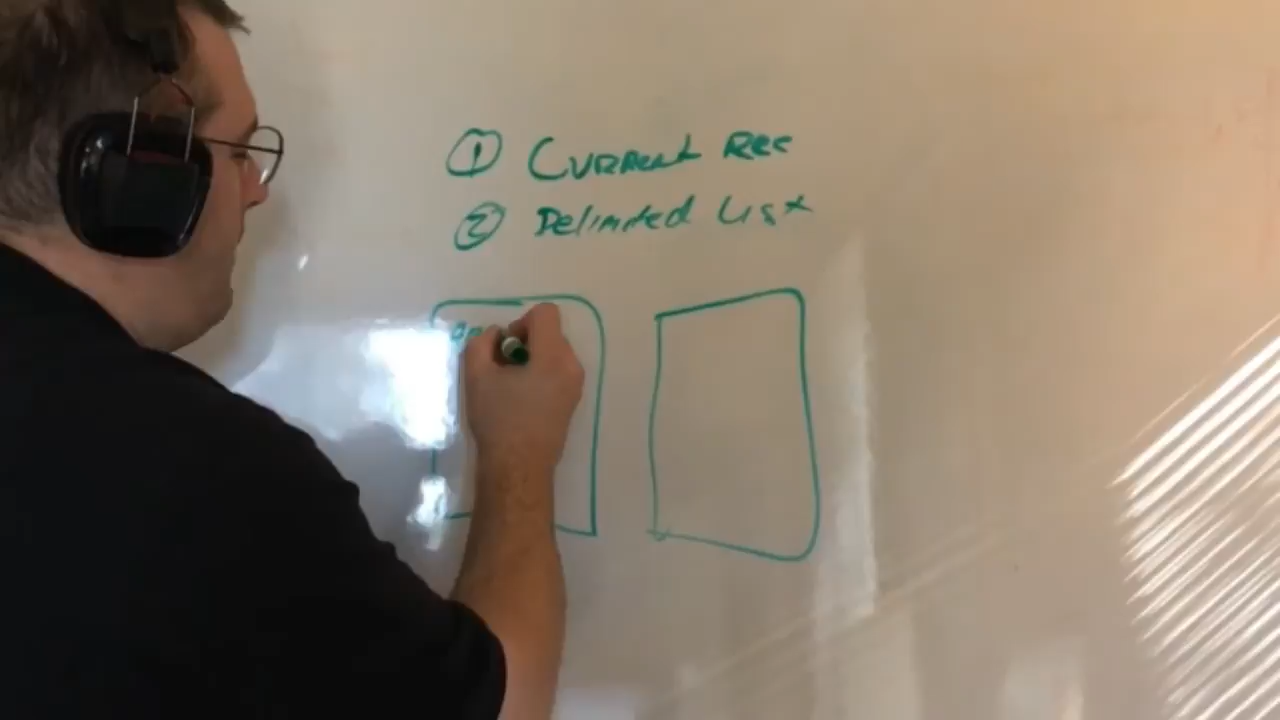 ① Current Rec
② Delimited List